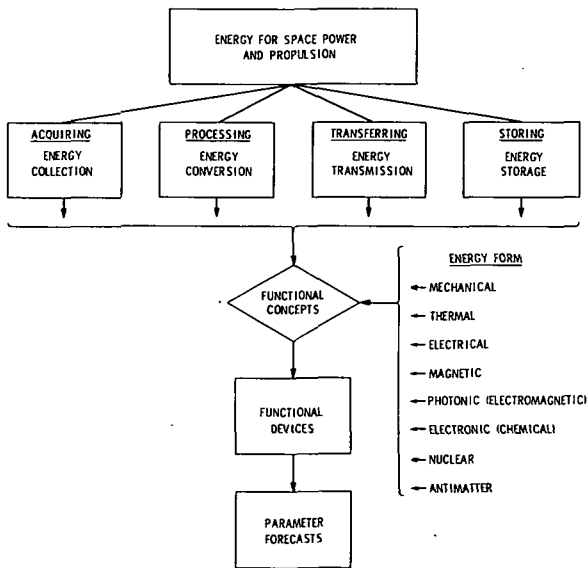 ENERGY FOR SPACE POWER
AND PROPULSION
ACQUIRING
ENERGY
COLLECTION
PROCESSING
ENERGY
CONVERSION
TRANSFERRING
ENERGY
TRANSMISSION
STORING
ENERGY
STORAGE
FUNCTIONAL
CONCEPTS
ENERGY FORM
MECHANICAL
THERMAL
ELECTRICAL
MAGNETIC
PHOTONIC (ELECTROMAGNETIC)
ELECTRONIC (CHEMICAL)
NUCLEAR
ANTIMATTER
FUNCTIONAL
DEVICES
PARAMETER
FORECASTS